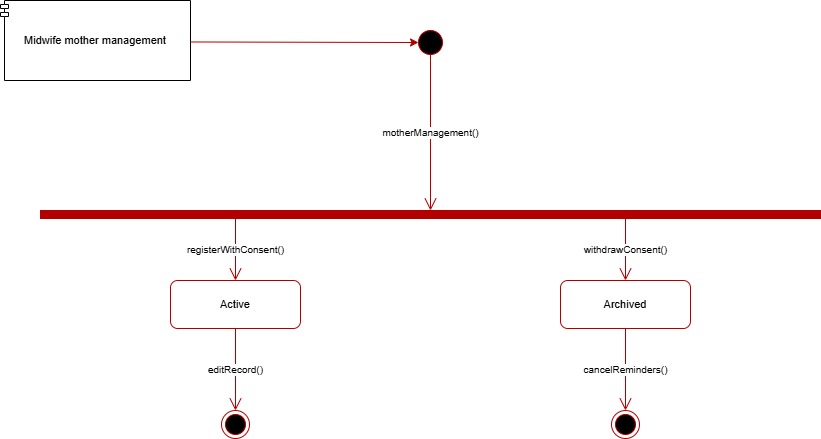 Midwife mother management
motherManagement()
registerWithConsent()
withdrawConsent()
Active
Archived
editRecord()
cancelReminders()